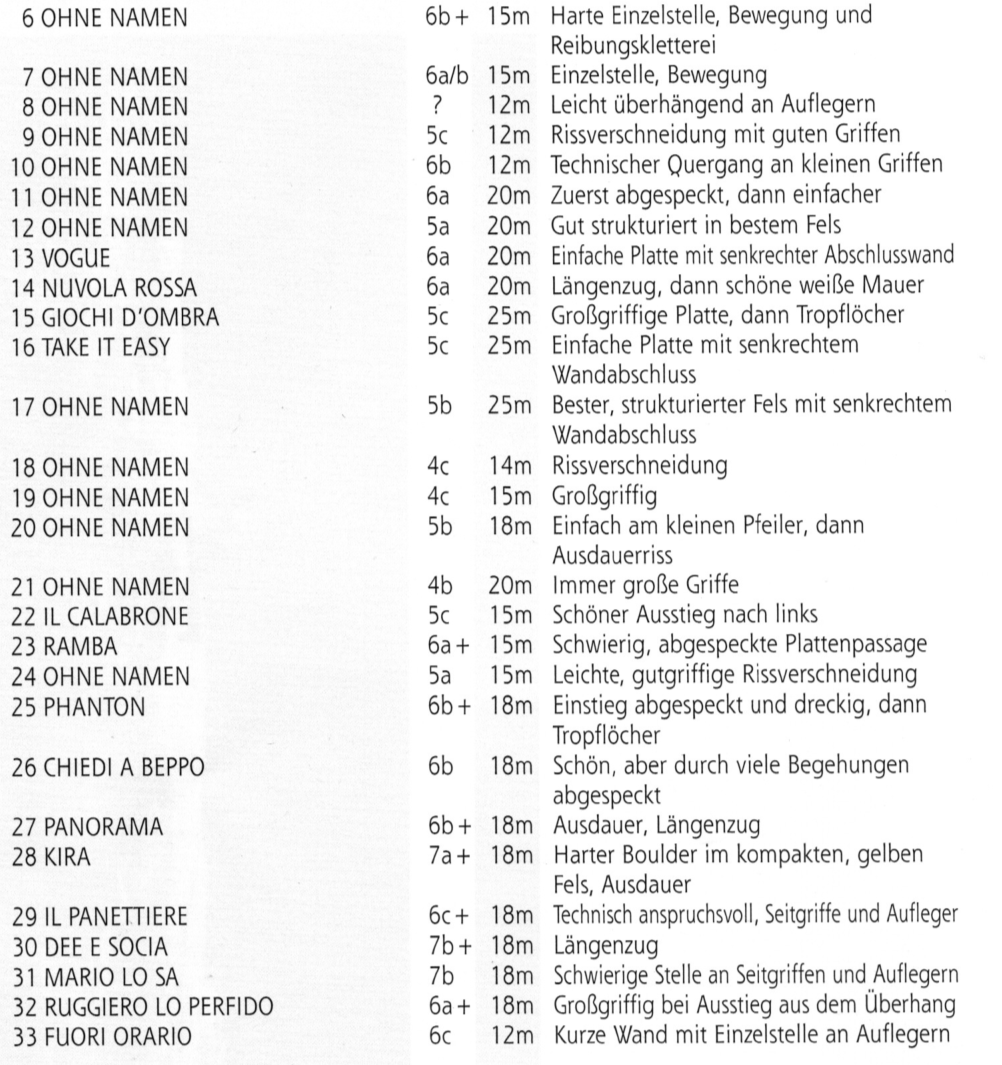 6 OHNE NAMEN 6b+ 15m Harte Einzelstelle, Bewegung und
Reibungskletterei
7 OHNE NAMEN 6a/b 15m Einzelstelle, Bewegung
8 OHNE NAMEN ? 12m Leicht überhängend an Auflegern
9 OHNE NAMEN 5c 12m Rissverschneidung mit guten Griffen
10 OHNE NAMEN 6b 12m Technischer Quergang an kleinen Griffen
11 OHNE NAMEN 6a 20m Zuerst abgespeckt, dann einfacher
12 OHNE NAMEN 5a 20m Gut strukturiert in bestem Fels
13 VOGUE 6a 20m Einfache Platte mit senkrechter Abschlusswand
14 NUVOLA ROSSA 6a 20m Längenzug, dann schöne weiße Mauer
15 GIOCHI D'OMBRA 5c 25m Großgriffige Platte, dann Tropflöcher
16 TAKE IT EASY 5c 25m Einfache Platte mit senkrechtem
Wandabschluss
17 OHNE NAMEN 5b 25m Bester, strukturierter Fels mit senkrechtem
Wandabschluss
18 OHNE NAMEN 4c 14m Rissverschneidung
19 OHNE NAMEN 4c 15m Großgriffig
20 OHNE NAMEN 5b 18m Einfach am kleinen Pfeiler, dann
Ausdauerriss
21 OHNE NAMEN 4b 20m Immer große Griffe
22 IL CALABRONE 5c 15m Schöner Ausstieg nach links
23 RAMBA 6a+ 15m Schwierig, abgespeckte Plattenpassage
24 OHNE NAMEN 5a 15m Leichte, gutgriffige Rissverschneidung
25 PHANTON 6b+ 18m Einstieg abgespeckt und dreckig, dann
Tropflöcher
26 CHIEDI A BEPPO 6b 18m Schön, aber durch viele Begehungen
abgespeckt
27 PANORAMA 6b+ 18m Ausdauer, Längenzug
28 KIRA 7a+ 18m Harter Boulder im kompakten, gelben
Fels, Ausdauer
29 IL PANETTIERE 6c+ 18m Technisch anspruchsvoll, Seitgriffe und Aufleger
30 DEE E SOCIA 7b+ 18m Längenzug
31 MARIO LO SA 7b 18m Schwierige Stelle an Seitgriffen und Auflegern
32 RUGGIERO LO PERFIDO 6a+ 18m Großgriffig bei Ausstieg aus dem Überhang
33 FUORI ORARIO 6c 12m Kurze Wand mit Einzelstelle an Auflegern